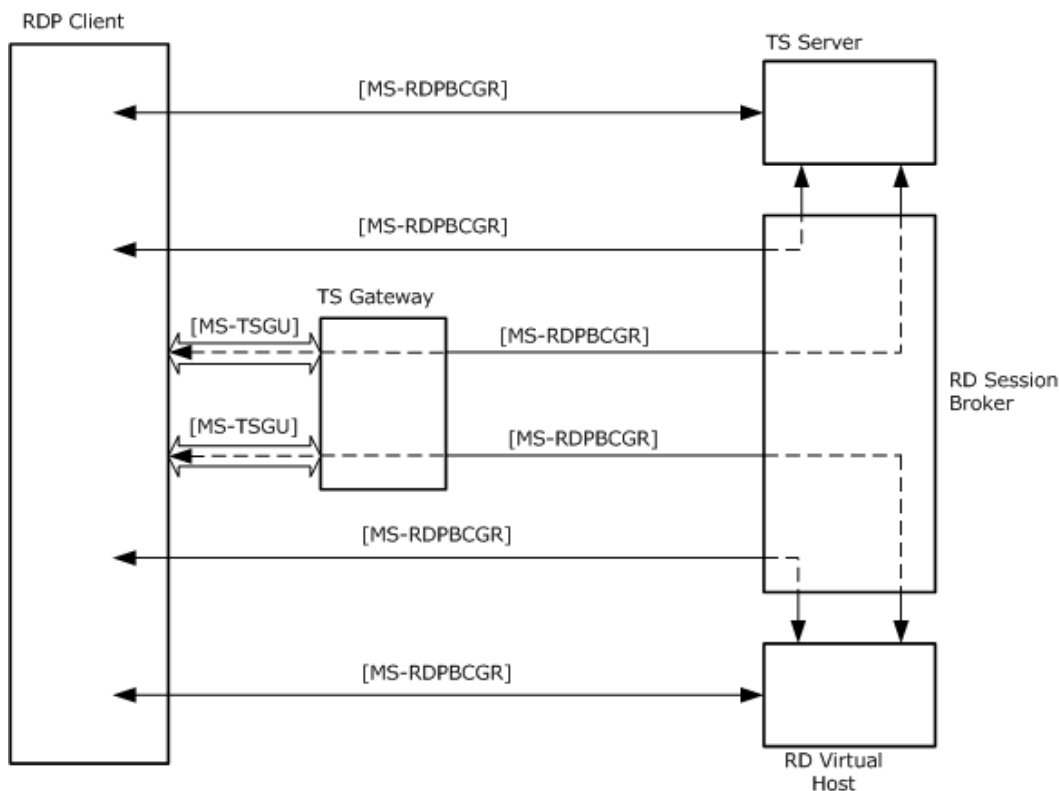 RDP Client
TS Server
[MS-RDPBCGR]
[MS-RDPBCGR]
TS Gateway
[MS-TSGU]
[MS-RDPBCGR]
RD Session
Broker
[MS-TSGU]
[MS-RDPBCGR]
[MS-RDPBCGR]
[MS-RDPBCGR]
RD Virtual
Host